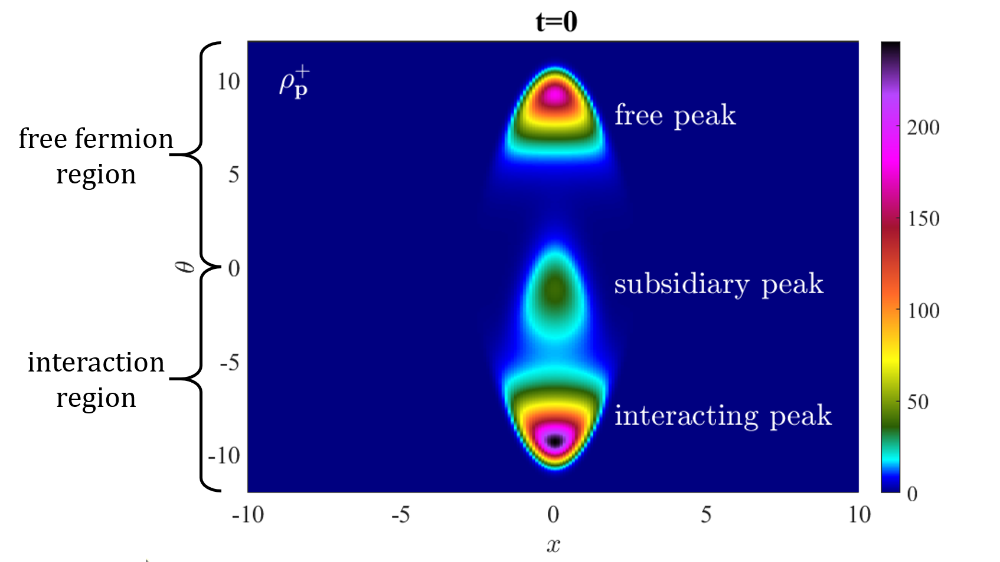 t=0
ρ_p^+
free peak
subsidiary peak
interacting peak
free fermion
region
interaction
region
θ
10
5
0
-5
-10
-10 -5 0 5 10
x
200
150
100
50
0